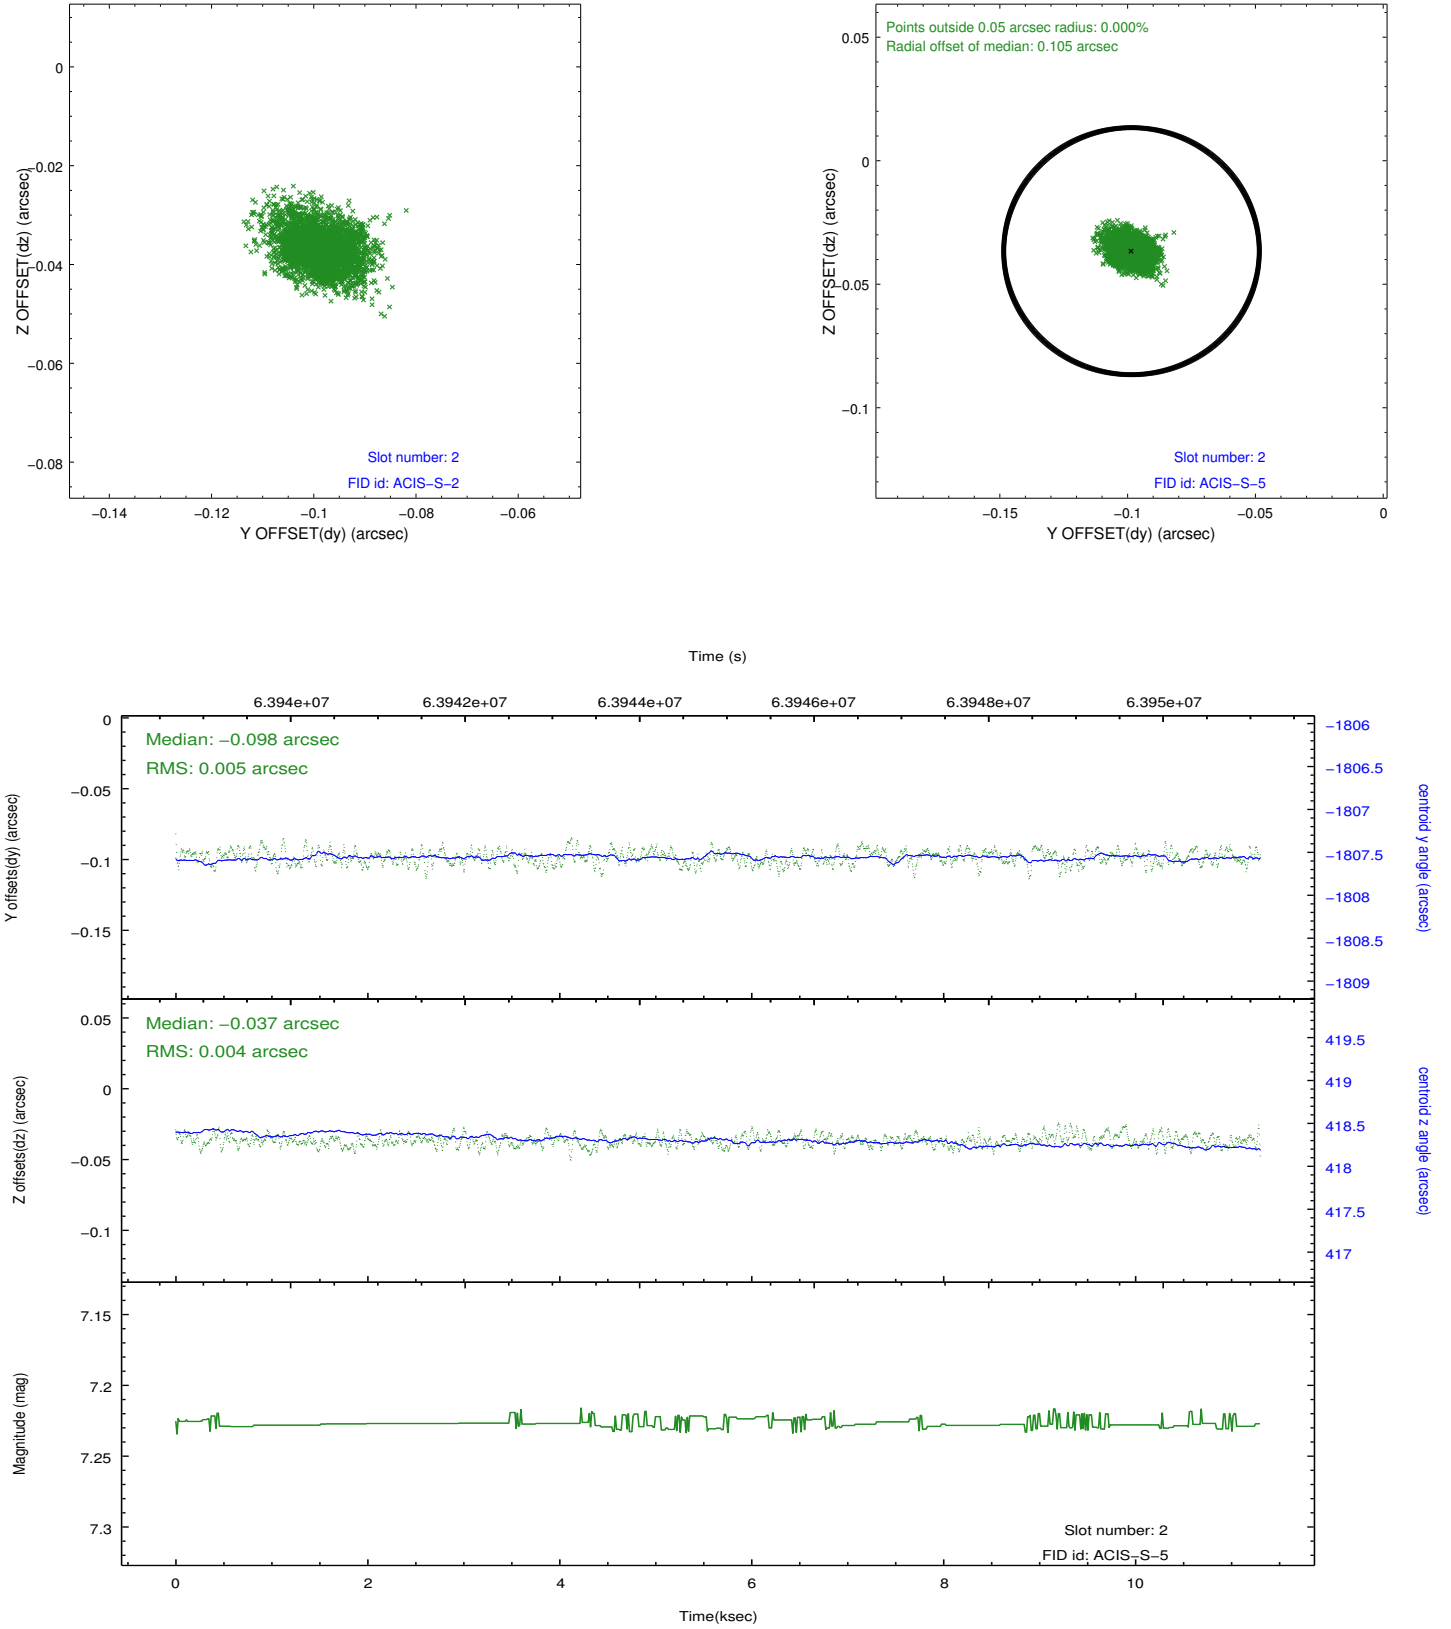 0
−0.02
−0.04
−0.06
−0.08
Z OFFSET(dz) (arcsec)
Slot number: 2
FID id: ACIS−S−2
−0.14
−0.12
−0.1
−0.08
−0.06
Y OFFSET(dy) (arcsec)
Points outside 0.05 arcsec radius: 0.000%
Radial offset of median: 0.105 arcsec
0.05
0
−0.05
−0.1
Z OFFSET(dz) (arcsec)
Slot number: 2
FID id: ACIS−S−5
−0.15
−0.1
−0.05
0
Y OFFSET(dy) (arcsec)
Time (s)
6.394e+07
6.3942e+07
6.3944e+07
6.3946e+07
6.3948e+07
6.395e+07
Median: −0.098 arcsec
RMS: 0.005 arcsec
0
−0.05
−0.1
−0.15
Y offsets(dy) (arcsec)
−1806
−1806.5
−1807
−1807.5
−1808
−1808.5
−1809
centroid y angle (arcsec)
Median: −0.037 arcsec
RMS: 0.004 arcsec
0.05
0
−0.05
−0.1
Z offsets(dz) (arcsec)
419.5
419
418.5
418
417.5
417
centroid z angle (arcsec)
7.15
7.2
7.25
7.3
Magnitude (mag)
Slot number: 2
FID id: ACIS−S−5
0
2
4
6
8
10
Time(ksec)